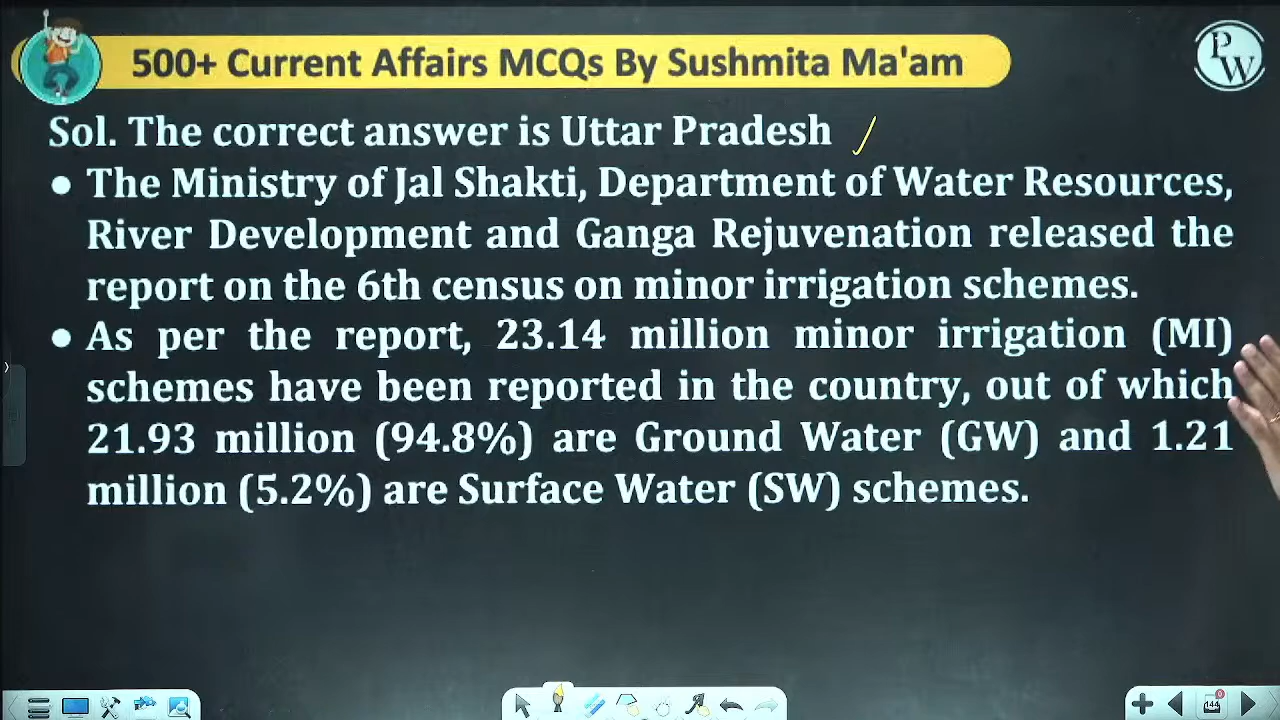 500+ Current Affairs MCQs By Sushmita Ma'am
PW
Sol. The correct answer is Uttar Pradesh
● The Ministry of Jal Shakti, Department of Water Resources,
River Development and Ganga Rejuvenation released the
report on the 6th census on minor irrigation schemes.
● As per the report, 23.14 million minor irrigation (MI)
schemes have been reported in the country, out of which
21.93 million (94.8%) are Ground Water (GW) and 1.21
million (5.2%) are Surface Water (SW) schemes.
144